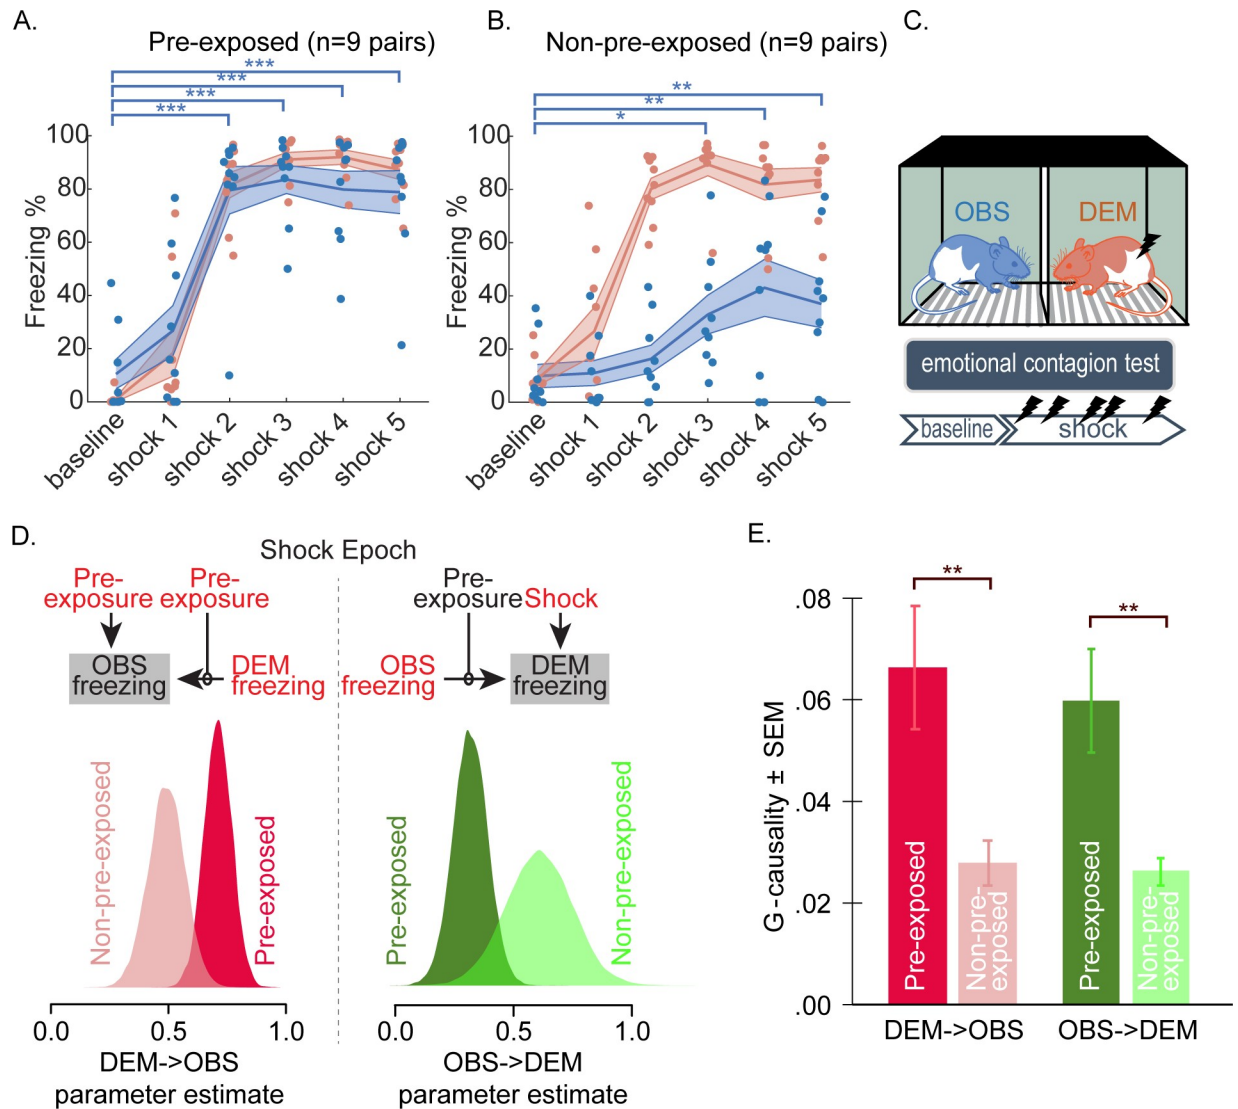 A.
Pre-exposed (n=9 pairs)
***
***
***
***
Freezing %
100
80
60
40
20
0
baseline
shock 1
shock 2
shock 3
shock 4
shock 5
B.
Non-pre-exposed (n=9 pairs)
**
**
*
Freezing %
100
80
60
40
20
0
baseline
shock 1
shock 2
shock 3
shock 4
shock 5
C.
OBS
DEM
emotional contagion test
baseline
shock
D.
Shock Epoch
Pre-
exposure
Pre-
exposure
OBS
freezing
DEM
freezing
Pre-
exposure
Shock
OBS
freezing
DEM
freezing
Non-pre-exposed
Pre-exposed
Pre-exposed
Non-pre-exposed
0.0
0.5
1.0
DEM->OBS
parameter estimate
0.0
0.5
1.0
OBS->DEM
parameter estimate
E.
**
**
G-causality ± SEM
.08
.06
.04
.02
.00
Pre-exposed
Non-pre-
exposed
Pre-exposed
Non-pre-
exposed
DEM->OBS
OBS->DEM